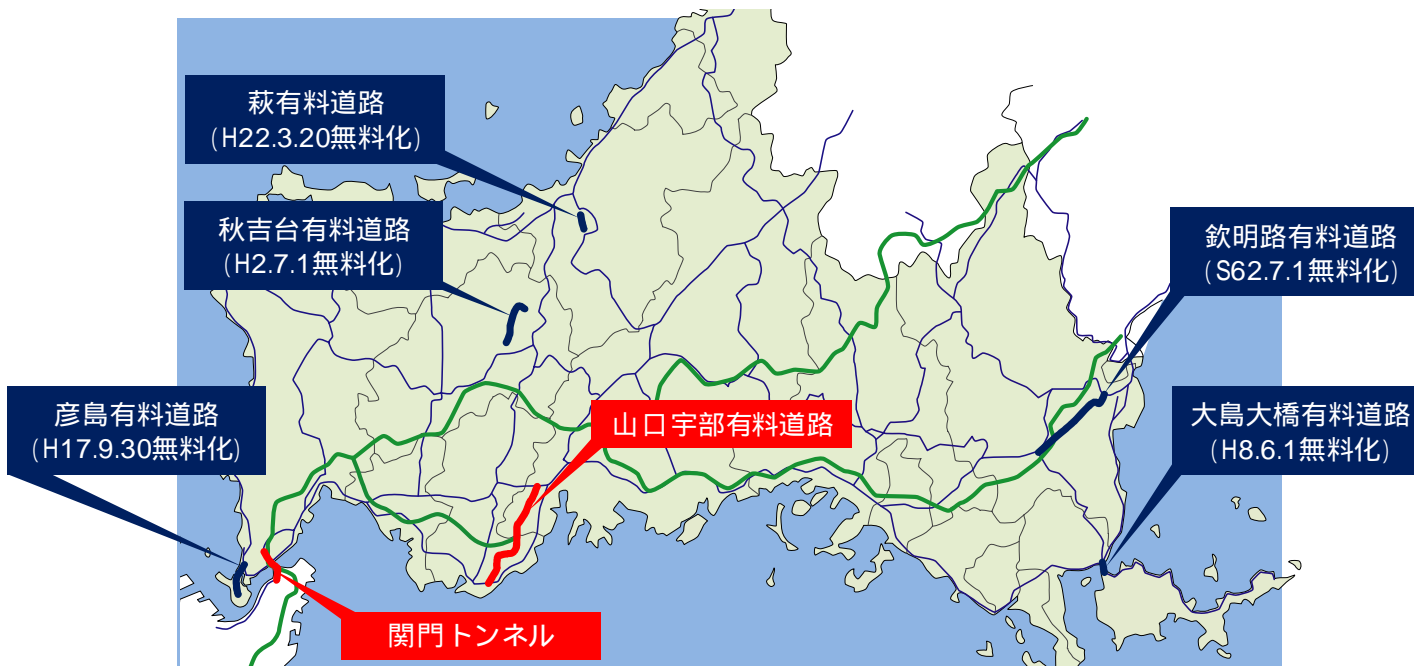 萩有料道路
(H22.3.20無料化)
秋吉台有料道路
(H2.7.1無料化)
欽明路有料道路
(S62.7.1無料化)
彦島有料道路
(H17.9.30無料化)
山口宇部有料道路
大島大橋有料道路
(H8.6.1無料化)
関門トンネル